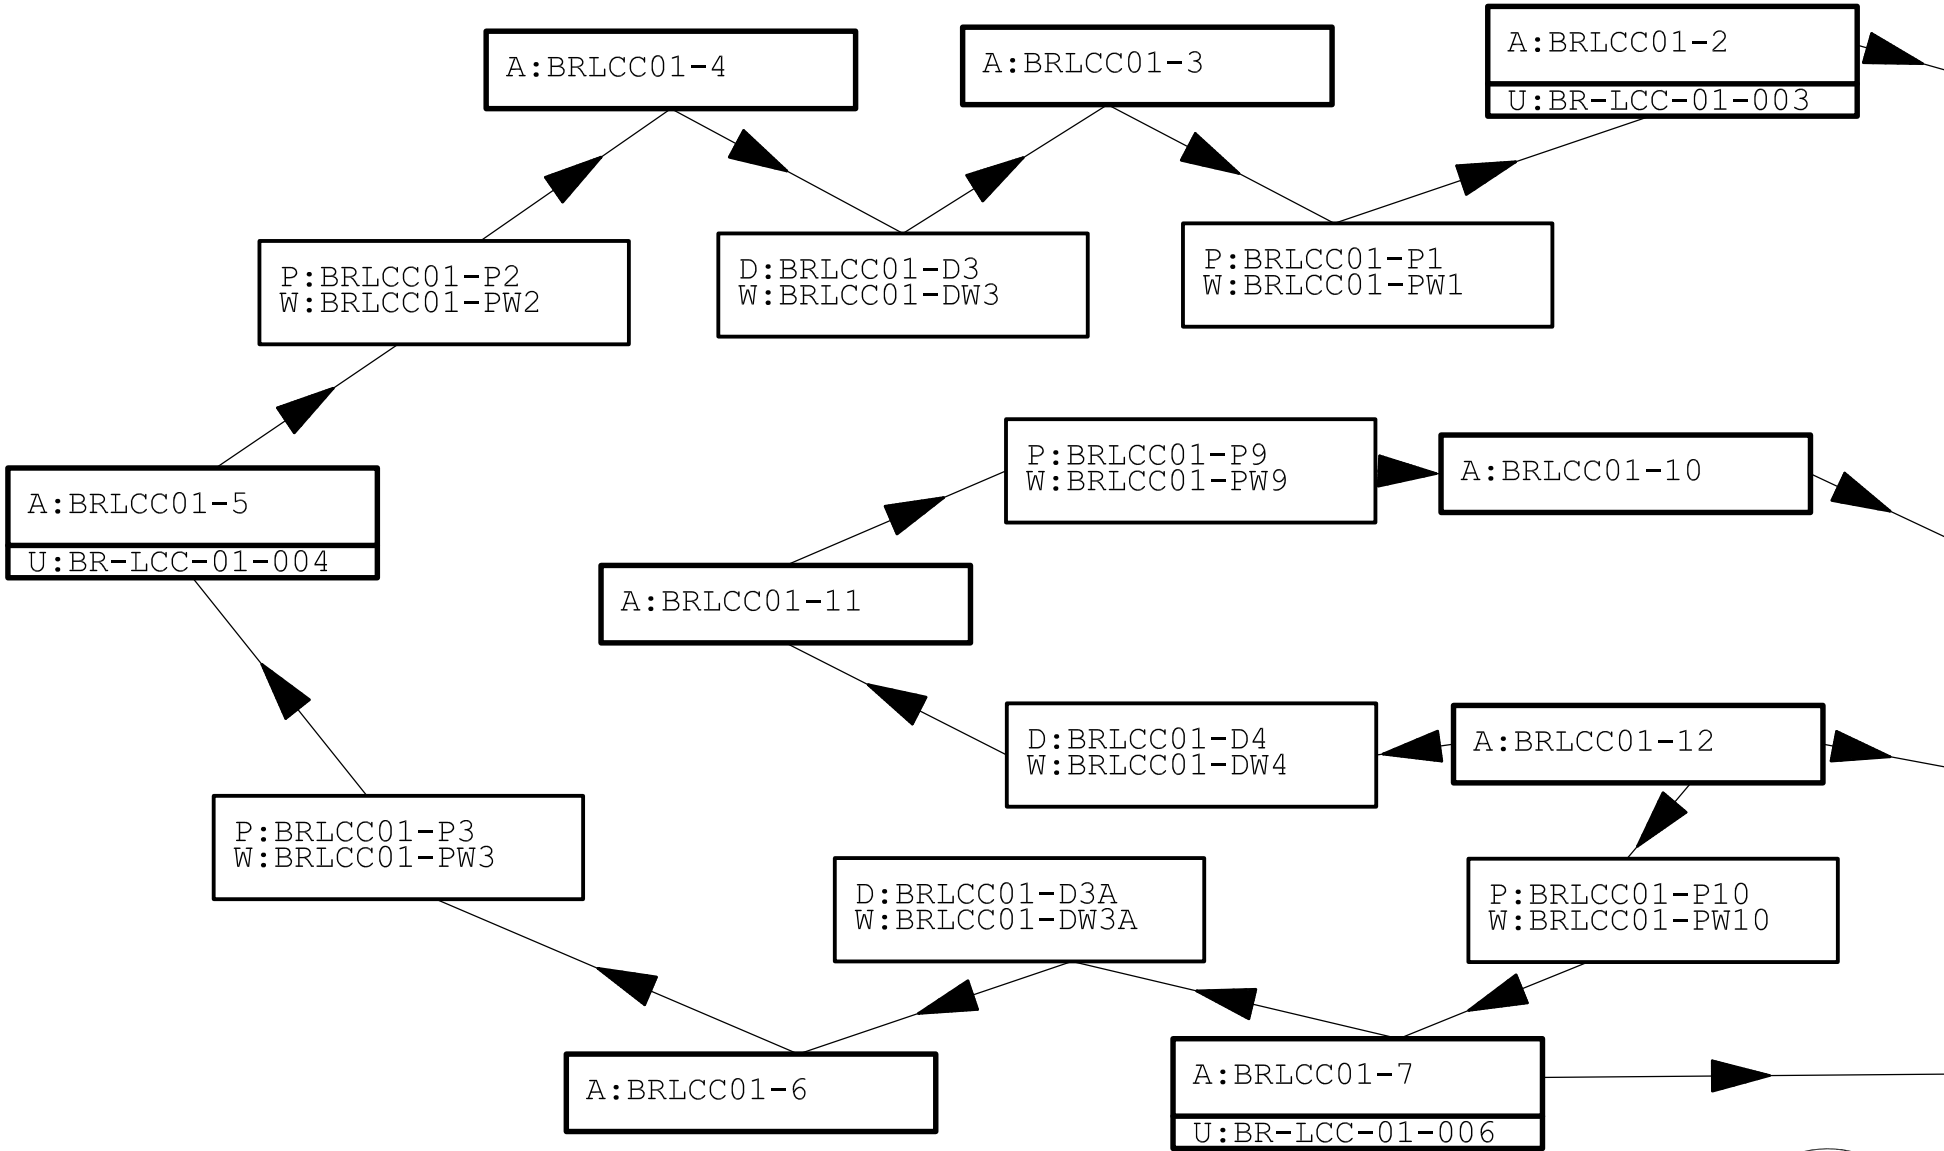 A:BRLCC01-4
A:BRLCC01-3
A:BRLCC01-2
U:BR-LCC-01-003
P:BRLCC01-P2
W:BRLCC01-PW2
D:BRLCC01-D3
W:BRLCC01-DW3
P:BRLCC01-P1
W:BRLCC01-PW1
A:BRLCC01-5
U:BR-LCC-01-004
P:BRLCC01-P9
W:BRLCC01-PW9
A:BRLCC01-10
A:BRLCC01-11
D:BRLCC01-D4
W:BRLCC01-DW4
A:BRLCC01-12
P:BRLCC01-P3
W:BRLCC01-PW3
D:BRLCC01-D3A
W:BRLCC01-DW3A
P:BRLCC01-P10
W:BRLCC01-PW10
A:BRLCC01-6
A:BRLCC01-7
U:BR-LCC-01-006